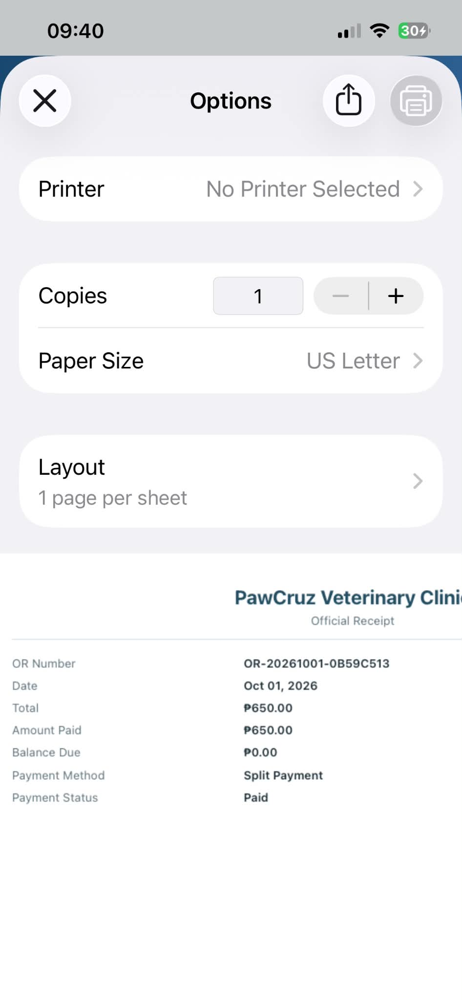 09:40
30
Options
Printer No Printer Selected
Copies 1
Paper Size US Letter
Layout
1 page per sheet
PawCruz Veterinary Clini
Official Receipt
OR Number OR-20261001-0B59C513
Date Oct 01, 2026
Total ₱650.00
Amount Paid ₱650.00
Balance Due ₱0.00
Payment Method Split Payment
Payment Status Paid